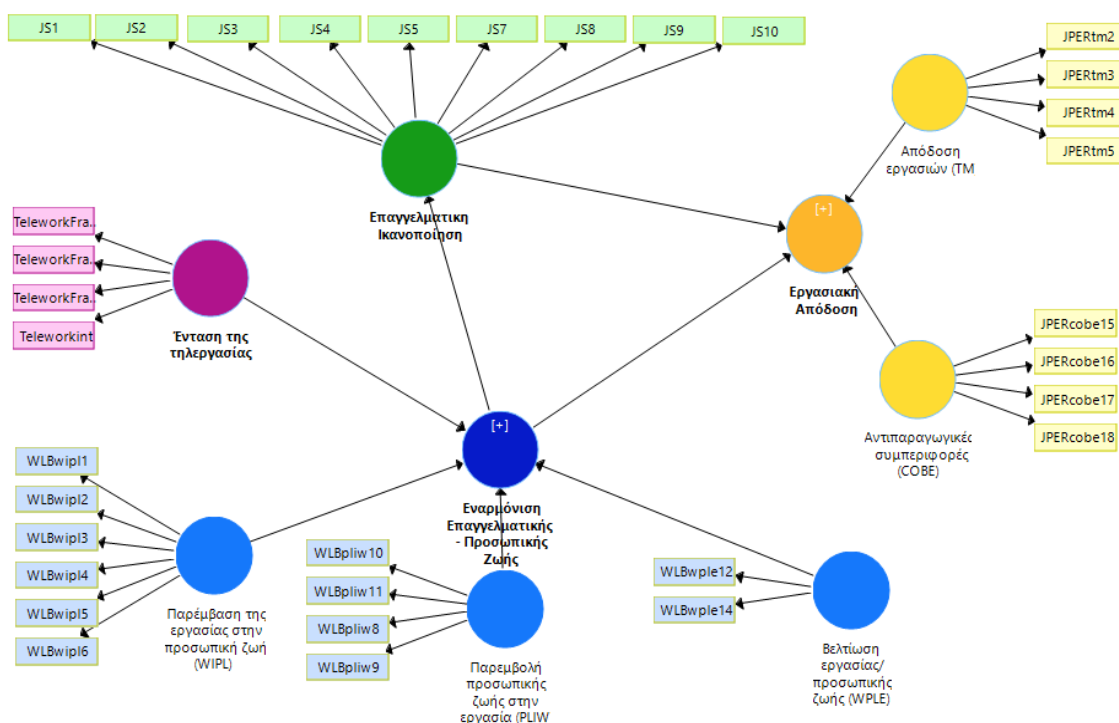 JS1
JS2
JS3
JS4
JS5
JS7
JS8
JS9
JS10
JPERtm2
JPERtm3
JPERtm4
JPERtm5
Απόδοση
εργασιών (TM
Επαγγελματικη
Ικανοποίηση
[+]
Εργασιακή
Απόδοση
TeleworkFra..
TeleworkFra..
TeleworkFra..
Teleworkint
Ένταση της
τηλεργασίας
JPERcobe15
JPERcobe16
JPERcobe17
JPERcobe18
Αντιπαραγωγικές
συμπεριφορές
(COBE)
[+]
Εναρμόνιση
Επαγγελματικής
- Προσωπικής
Ζωής
WLBwipl1
WLBwipl2
WLBwipl3
WLBwipl4
WLBwipl5
WLBwipl6
Παρέμβαση της
εργασίας στην
προσωπική ζωή
(WIPL)
WLBpliw10
WLBpliw11
WLBpliw8
WLBpliw9
Παρεμβολή
προσωπικής
ζωής στην
εργασία (PLIW
WLBwple12
WLBwple14
Βελτίωση
εργασίας/
προσωπικής
ζωής (WPLE)